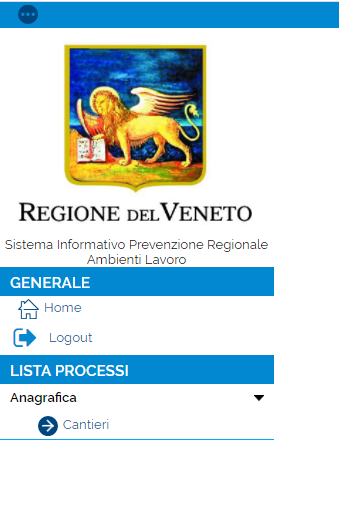 REGIONE DEL VENETO
Sistema Informativo Prevenzione Regionale
Ambienti Lavoro
GENERALE
Home
Logout
LISTA PROCESSI
Anagrafica
Cantieri